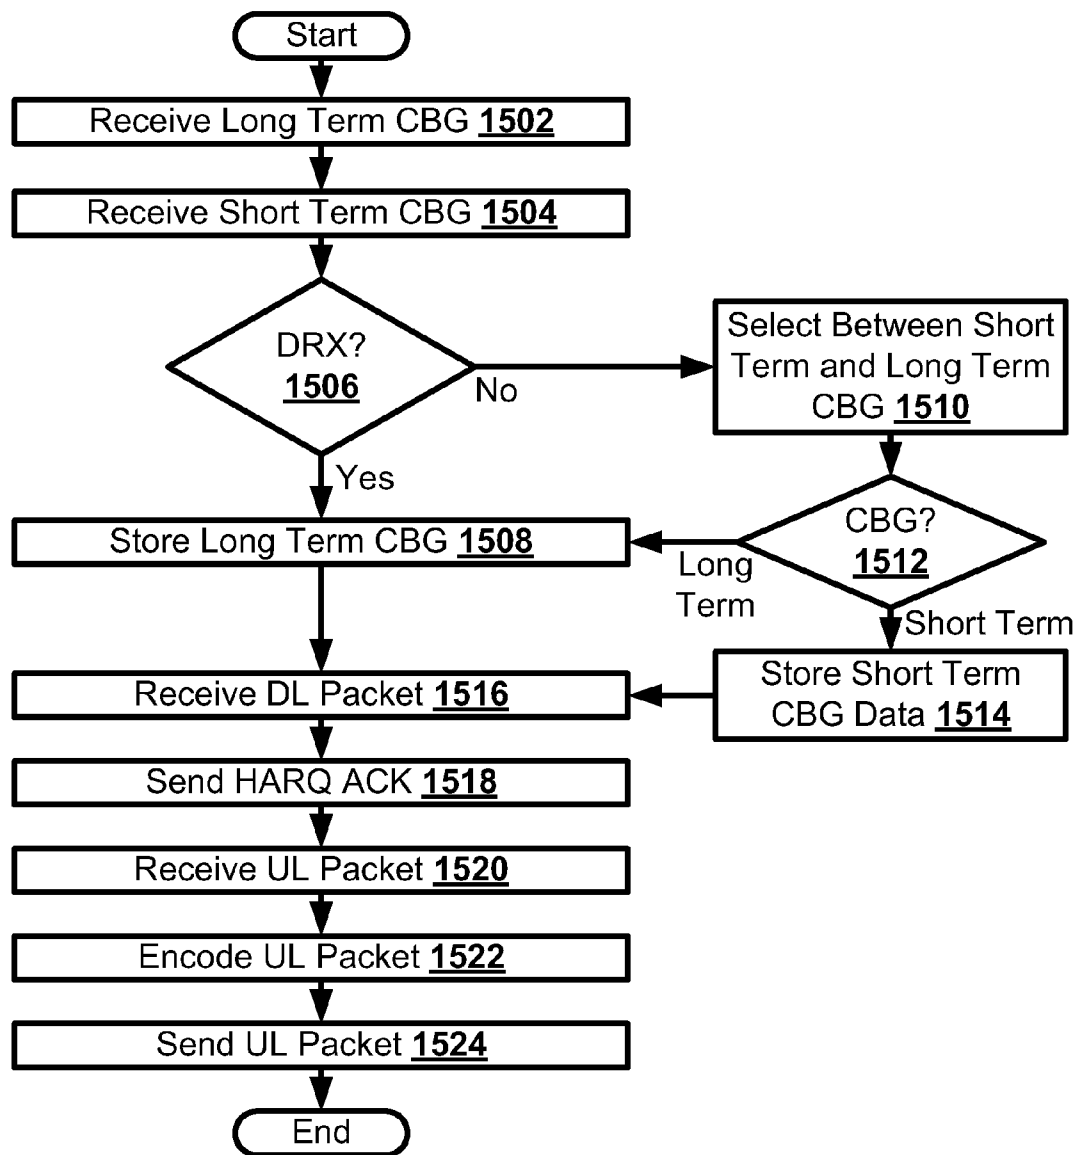 Start
Receive Long Term CBG 1502
Receive Short Term CBG 1504
DRX?
1506
No
Yes
Select Between Short
Term and Long Term
CBG 1510
CBG?
1512
Long
Term
Short Term
Store Long Term CBG 1508
Store Short Term
CBG Data 1514
Receive DL Packet 1516
Send HARQ ACK 1518
Receive UL Packet 1520
Encode UL Packet 1522
Send UL Packet 1524
End